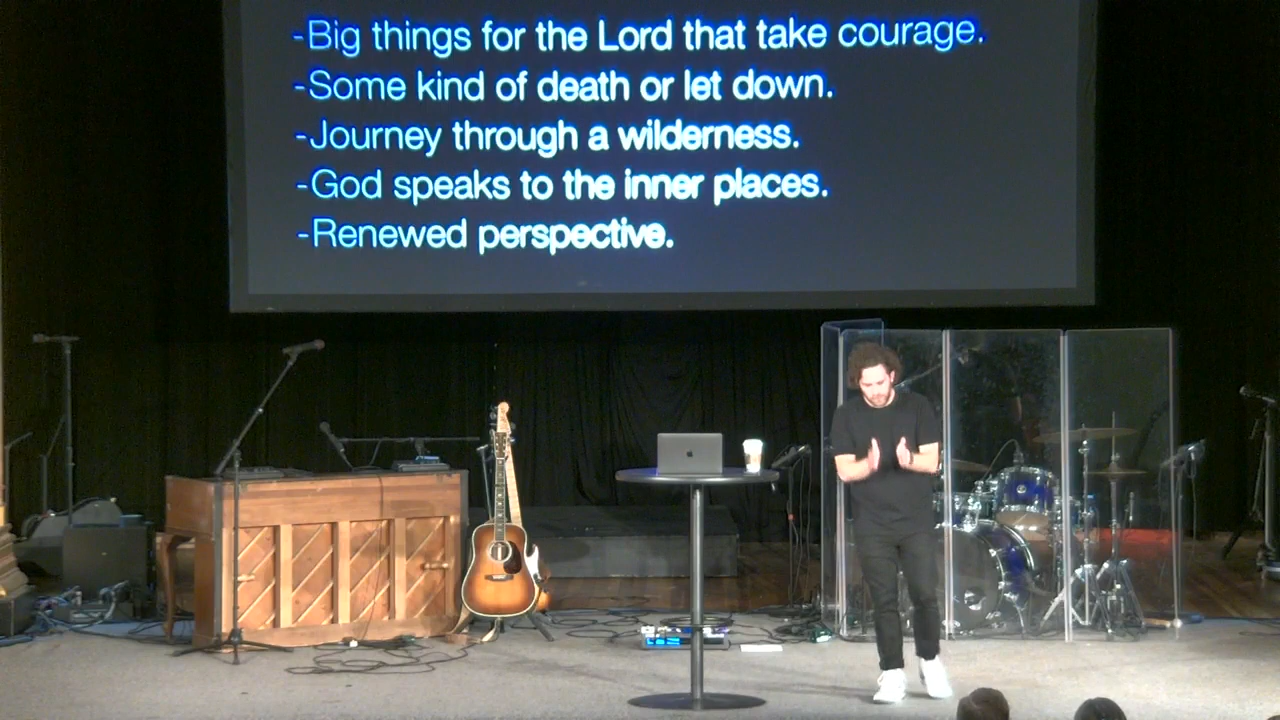 -Big things for the Lord that take courage.
-Some kind of death or let down.
-Journey through a wilderness.
-God speaks to the inner places.
-Renewed perspective.